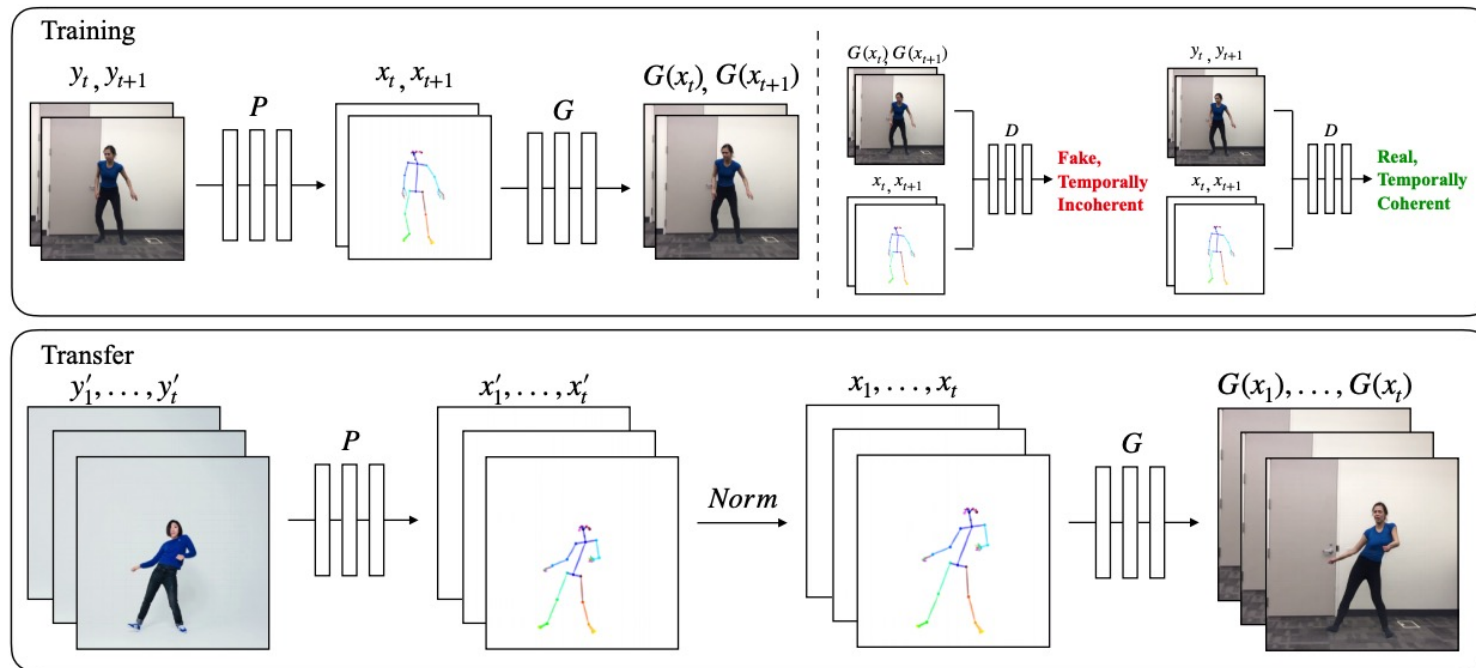 Training
y_t, y_{t+1}
P
x_t, x_{t+1}
G
G(x_t), G(x_{t+1})
G(x_t), G(x_{t+1})
x_t, x_{t+1}
D
Fake,
Temporally
Incoherent
y_t, y_{t+1}
x_t, x_{t+1}
D
Real,
Temporally
Coherent
Transfer
y′_1, . . . , y′_t
P
x′_1, . . . , x′_t
Norm
x_1, . . . , x_t
G
G(x_1), . . . , G(x_t)